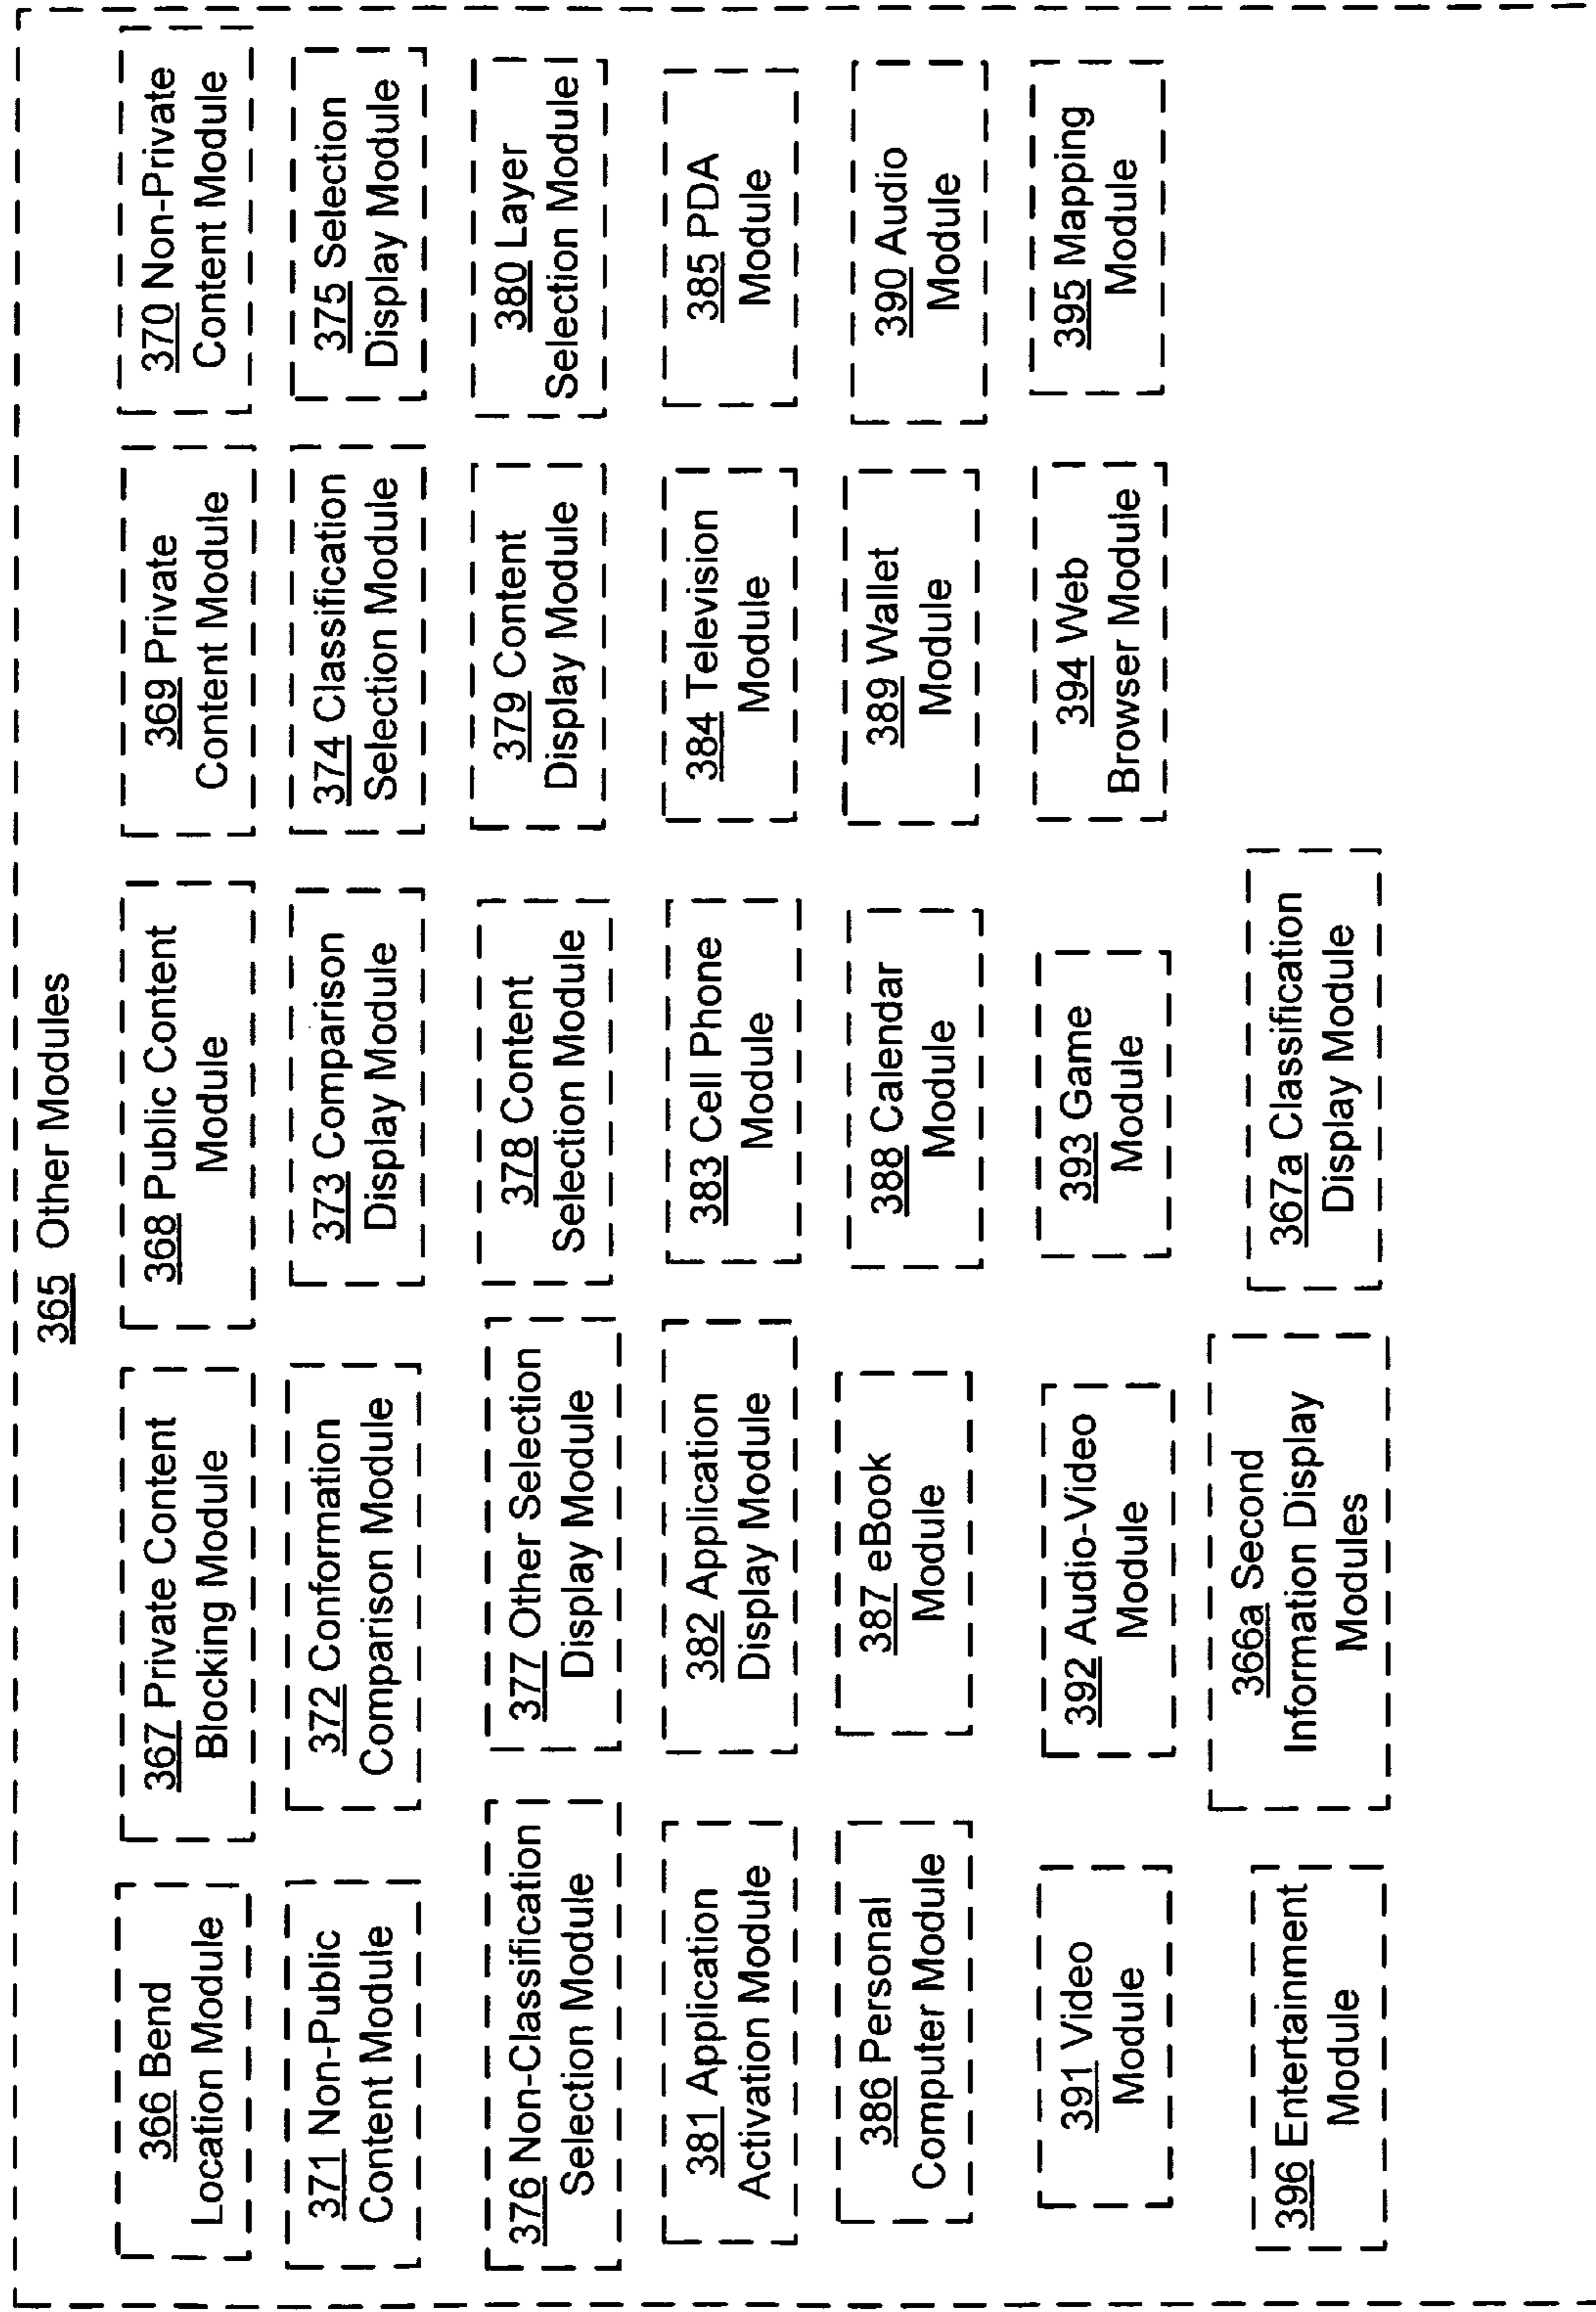 365 Other Modules
366 Bend
Location Module
367 Private Content
Blocking Module
368 Public Content
Module
369 Private
Content Module
370 Non-Private
Content Module
371 Non-Public
Content Module
372 Conformation
Comparison Module
373 Comparison
Display Module
374 Classification
Selection Module
375 Selection
Display Module
376 Non-Classification
Selection Module
377 Other Selection
Display Module
378 Content
Selection Module
379 Content
Display Module
380 Layer
Selection Module
381 Application
Activation Module
382 Application
Display Module
383 Cell Phone
Module
384 Television
Module
385 PDA
Module
386 Personal
Computer Module
387 eBook
Module
388 Calendar
Module
389 Wallet
Module
390 Audio
Module
391 Video
Module
392 Audio-Video
Module
393 Game
Module
394 Web
Browser Module
395 Mapping
Module
396 Entertainment
Module
366a Second
Information Display
Modules
367a Classification
Display Module